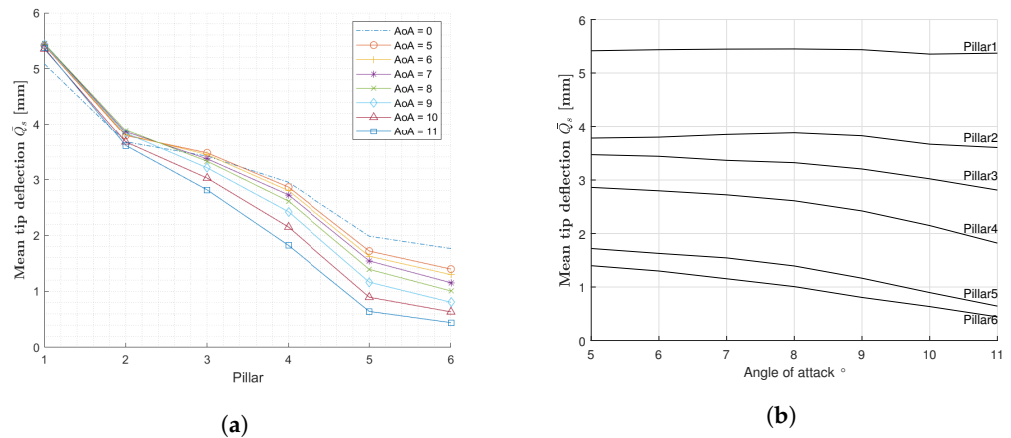 6
5
4
3
2
1
0
Mean tip deflection Q̄ₛ [mm]
1
2
3
4
5
6
Pillar
AoA = 0
AoA = 5
AoA = 6
AoA = 7
AoA = 8
AoA = 9
AoA = 10
AoA = 11
(a)
6
5
4
3
2
1
0
Mean tip deflection Q̄ₛ [mm]
Pillar1
Pillar2
Pillar3
Pillar4
Pillar5
Pillar6
5
6
7
8
9
10
11
Angle of attack °
(b)